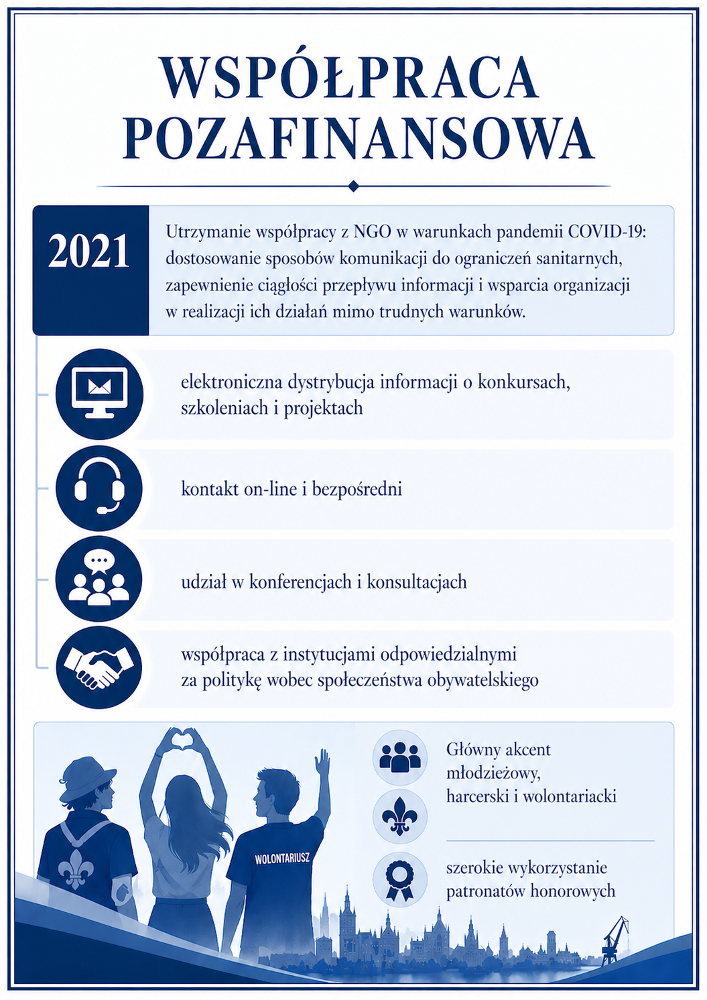 WSPÓŁPRACA
POZAFINANSOWA
2021
Utrzymanie współpracy z NGO w warunkach pandemii COVID-19:
dostosowanie sposobów komunikacji do ograniczeń sanitarnych,
zapewnienie ciągłości przepływu informacji i wsparcia organizacji
w realizacji ich działań mimo trudnych warunków.
elektroniczna dystrybucja informacji o konkursach,
szkoleniach i projektach
kontakt on-line i bezpośredni
udział w konferencjach i konsultacjach
współpraca z instytucjami odpowiedzialnymi
za politykę wobec społeczeństwa obywatelskiego
Główny akcent
młodzieżowy,
harcerski i wolontariacki
szerokie wykorzystanie
patronatów honorowych
WOLONTARIUSZ